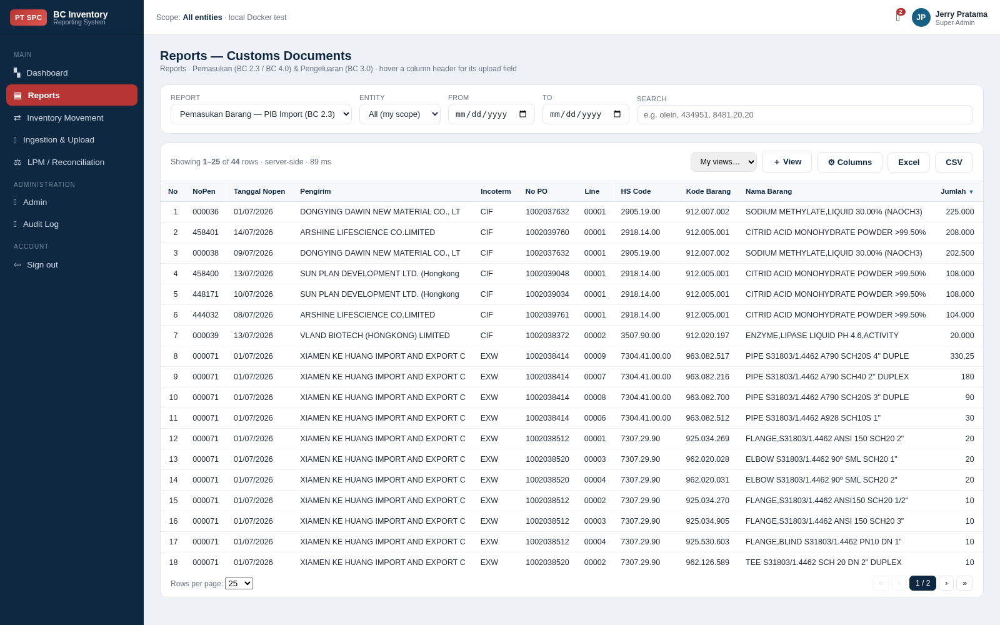 PT SPC
BC Inventory
Reporting System
Scope: All entities · local Docker test
2
JP
Jerry Pratama
Super Admin
MAIN
Dashboard
Reports
Inventory Movement
Ingestion & Upload
LPM / Reconciliation
ADMINISTRATION
Admin
Audit Log
ACCOUNT
Sign out
Reports — Customs Documents
Reports · Pemasukan (BC 2.3 / BC 4.0) & Pengeluaran (BC 3.0) · hover a column header for its upload field
REPORT ENTITY FROM TO SEARCH
Pemasukan Barang — PIB Import (BC 2.3) All (my scope) mm/dd/yyyy mm/dd/yyyy e.g. olein, 434951, 8481.20.20
Showing 1–25 of 44 rows · server-side · 89 ms
My views… + View ⚙ Columns Excel CSV
No NoPen Tanggal Nopen Pengirim Incoterm No PO Line HS Code Kode Barang Nama Barang Jumlah ▼
1 000036 01/07/2026 DONGYING DAWIN NEW MATERIAL CO., LT CIF 1002037632 00001 2905.19.00 912.007.002 SODIUM METHYLATE,LIQUID 30.00% (NAOCH3) 225.000
2 458401 14/07/2026 ARSHINE LIFESCIENCE CO.LIMITED CIF 1002039760 00001 2918.14.00 912.005.001 CITRID ACID MONOHYDRATE POWDER >99.50% 208.000
3 000038 09/07/2026 DONGYING DAWIN NEW MATERIAL CO., LT CIF 1002037632 00001 2905.19.00 912.007.002 SODIUM METHYLATE,LIQUID 30.00% (NAOCH3) 202.500
4 458400 13/07/2026 SUN PLAN DEVELOPMENT LTD. (Hongkong CIF 1002039048 00001 2918.14.00 912.005.001 CITRID ACID MONOHYDRATE POWDER >99.50% 108.000
5 448171 10/07/2026 SUN PLAN DEVELOPMENT LTD. (Hongkong CIF 1002039034 00001 2918.14.00 912.005.001 CITRID ACID MONOHYDRATE POWDER >99.50% 108.000
6 444032 08/07/2026 ARSHINE LIFESCIENCE CO.LIMITED CIF 1002039761 00001 2918.14.00 912.005.001 CITRID ACID MONOHYDRATE POWDER >99.50% 104.000
7 000039 13/07/2026 VLAND BIOTECH (HONGKONG) LIMITED CIF 1002038372 00002 3507.90.00 912.020.197 ENZYME,LIPASE LIQUID PH 4.6,ACTIVITY 20.000
8 000071 01/07/2026 XIAMEN KE HUANG IMPORT AND EXPORT C EXW 1002038414 00009 7304.41.00.00 963.082.517 PIPE S31803/1.4462 A790 SCH20S 4" DUPLE 330,25
9 000071 01/07/2026 XIAMEN KE HUANG IMPORT AND EXPORT C EXW 1002038414 00007 7304.41.00.00 963.082.216 PIPE S31803/1.4462 A790 SCH40 2" DUPLEX 180
10 000071 01/07/2026 XIAMEN KE HUANG IMPORT AND EXPORT C EXW 1002038414 00008 7304.41.00.00 963.082.700 PIPE S31803/1.4462 A790 SCH20S 3" DUPLE 90
11 000071 01/07/2026 XIAMEN KE HUANG IMPORT AND EXPORT C EXW 1002038414 00006 7304.41.00.00 963.082.512 PIPE S31803/1.4462 A928 SCH10S 1" 30
12 000071 01/07/2026 XIAMEN KE HUANG IMPORT AND EXPORT C EXW 1002038512 00001 7307.29.90 925.034.269 FLANGE,S31803/1.4462 ANSI 150 SCH20 2" 20
13 000071 01/07/2026 XIAMEN KE HUANG IMPORT AND EXPORT C EXW 1002038520 00003 7307.29.90 962.020.028 ELBOW S31803/1.4462 90º SML SCH20 1" 20
14 000071 01/07/2026 XIAMEN KE HUANG IMPORT AND EXPORT C EXW 1002038520 00004 7307.29.90 962.020.031 ELBOW S31803/1.4462 90º SML SCH20 2" 20
15 000071 01/07/2026 XIAMEN KE HUANG IMPORT AND EXPORT C EXW 1002038512 00002 7307.29.90 925.034.270 FLANGE,S31803/1.4462 ANSI150 SCH20 1/2" 10
16 000071 01/07/2026 XIAMEN KE HUANG IMPORT AND EXPORT C EXW 1002038512 00003 7307.29.90 925.034.905 FLANGE,S31803/1.4462 ANSI 150 SCH20 3" 10
17 000071 01/07/2026 XIAMEN KE HUANG IMPORT AND EXPORT C EXW 1002038512 00004 7307.29.90 925.530.603 FLANGE,BLIND S31803/1.4462 PN10 DN 1" 10
18 000071 01/07/2026 XIAMEN KE HUANG IMPORT AND EXPORT C EXW 1002038520 00002 7307.29.90 962.126.589 TEE S31803/1.4462 SCH 20 DN 2" DUPLEX 10
Rows per page: 25
« ‹ 1 / 2 › »